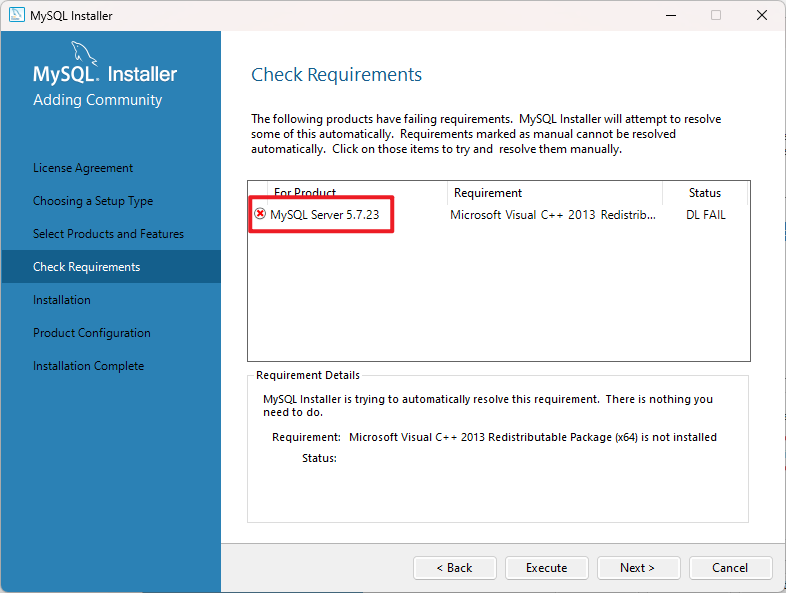 MySQL Installer
MySQL. Installer
Adding Community
License Agreement
Choosing a Setup Type
Select Products and Features
Check Requirements
Installation
Product Configuration
Installation Complete
Check Requirements
The following products have failing requirements. MySQL Installer will attempt to resolve
some of this automatically. Requirements marked as manual cannot be resolved
automatically. Click on those items to try and resolve them manually.
For Product Requirement Status
MySQL Server 5.7.23 Microsoft Visual C++ 2013 Redistrib... DL FAIL
Requirement Details
MySQL Installer is trying to automatically resolve this requirement. There is nothing you
need to do.
Requirement: Microsoft Visual C++ 2013 Redistributable Package (x64) is not installed
Status:
< Back Execute Next > Cancel